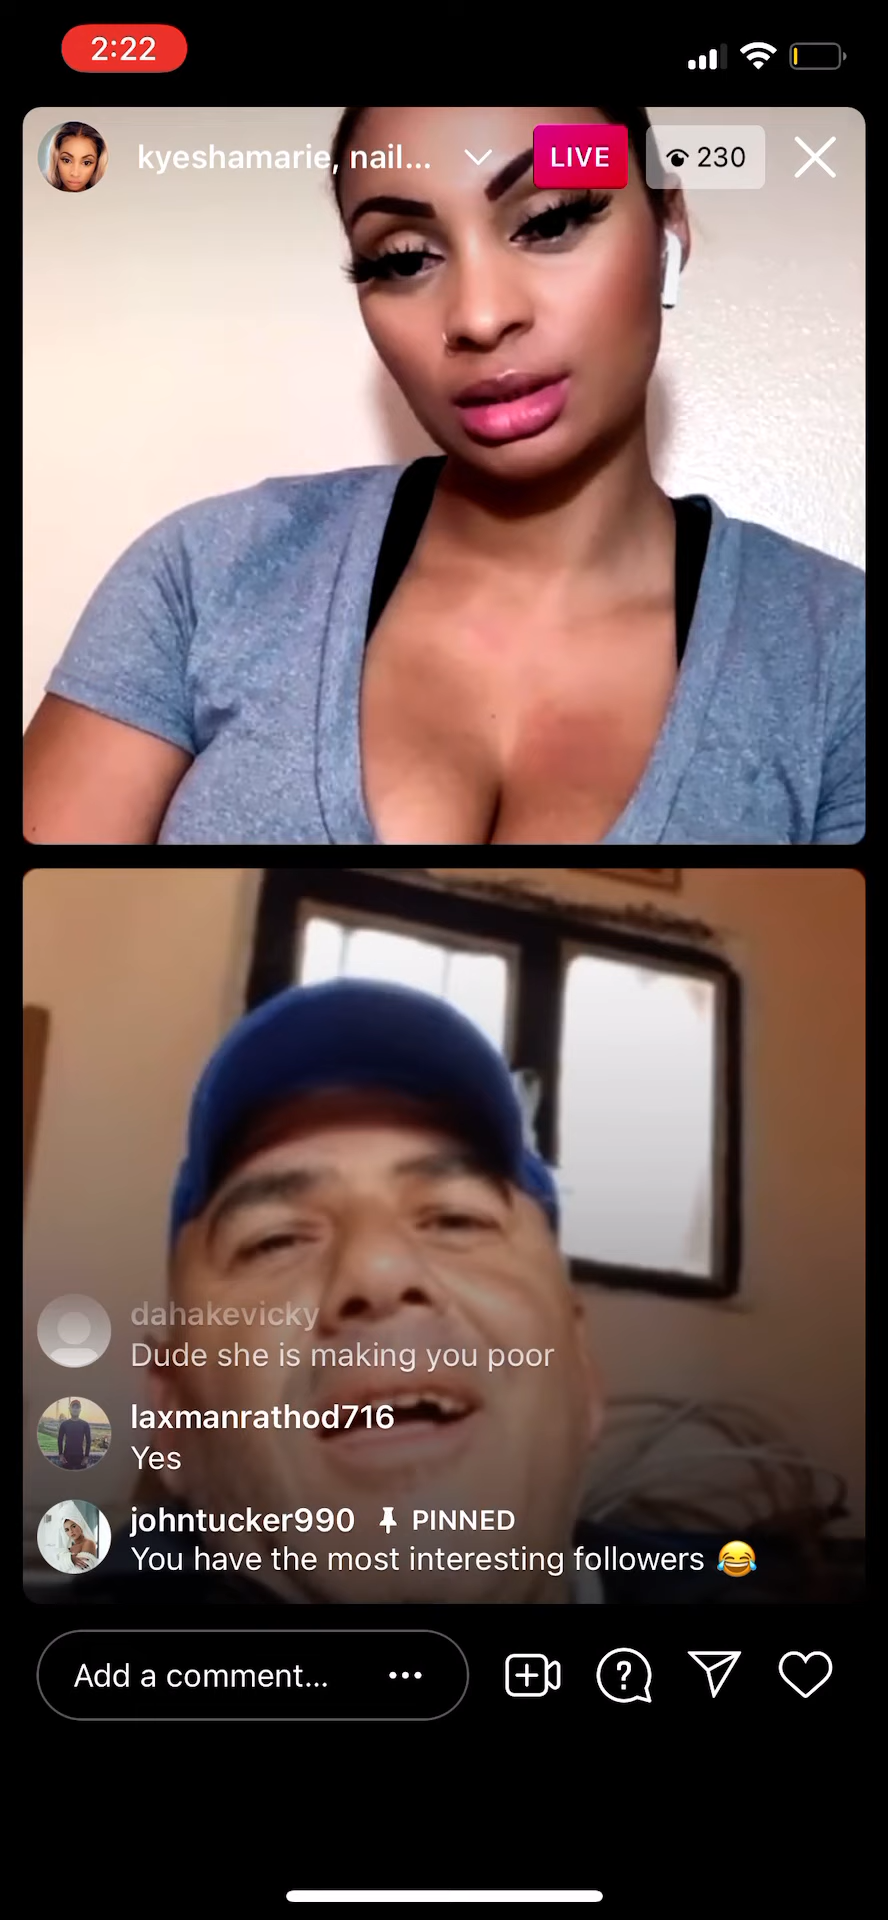 2:22
kyeshamarie, nail...
LIVE
230
dahakevicky
Dude she is making you poor
laxmanrathod716
Yes
johntucker990 PINNED
You have the most interesting followers 😂
Add a comment...